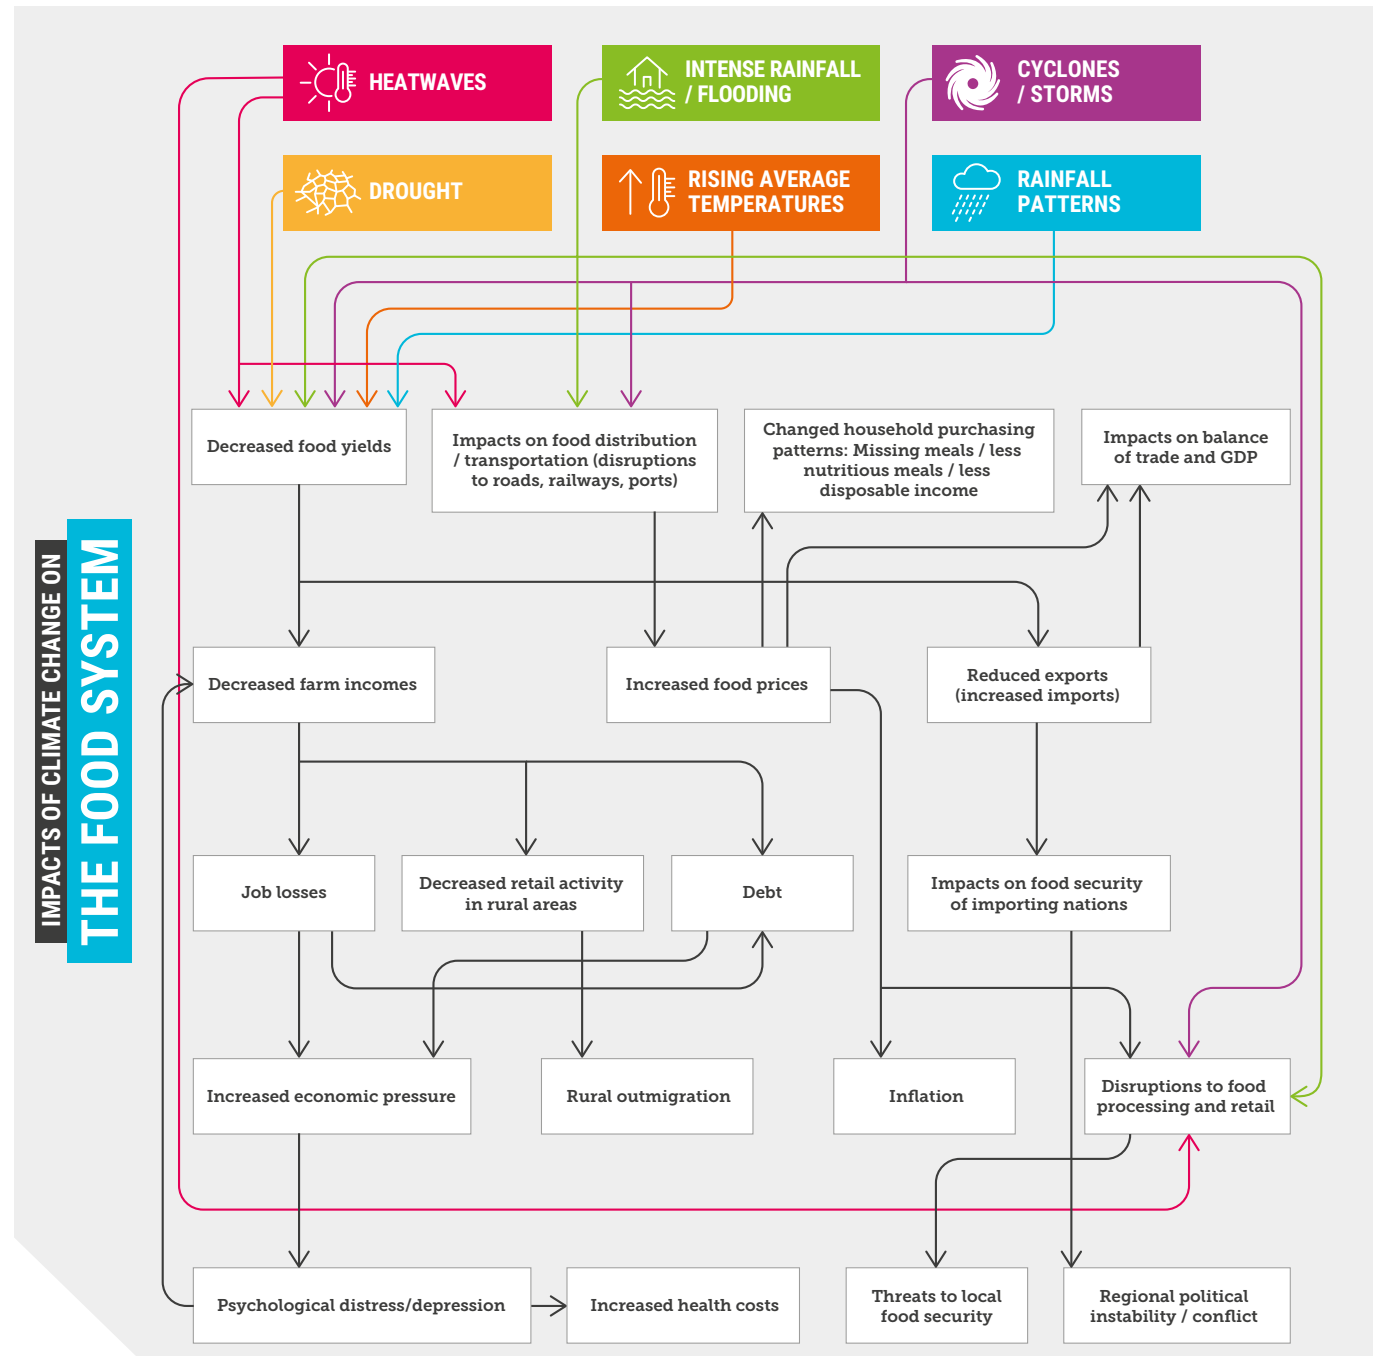 HEATWAVES
INTENSE RAINFALL
/ FLOODING
CYCLONES
/ STORMS
DROUGHT
RISING AVERAGE
TEMPERATURES
RAINFALL
PATTERNS
Decreased food yields
Impacts on food distribution
/ transportation (disruptions
to roads, railways, ports)
Changed household purchasing
patterns: Missing meals / less
nutritious meals / less
disposable income
Impacts on balance
of trade and GDP
IMPACTS OF CLIMATE CHANGE ON
THE FOOD SYSTEM
Decreased farm incomes
Increased food prices
Reduced exports
(increased imports)
Job losses
Decreased retail activity
in rural areas
Debt
Impacts on food security
of importing nations
Increased economic pressure
Rural outmigration
Inflation
Disruptions to food
processing and retail
Psychological distress/depression
Increased health costs
Threats to local
food security
Regional political
instability / conflict